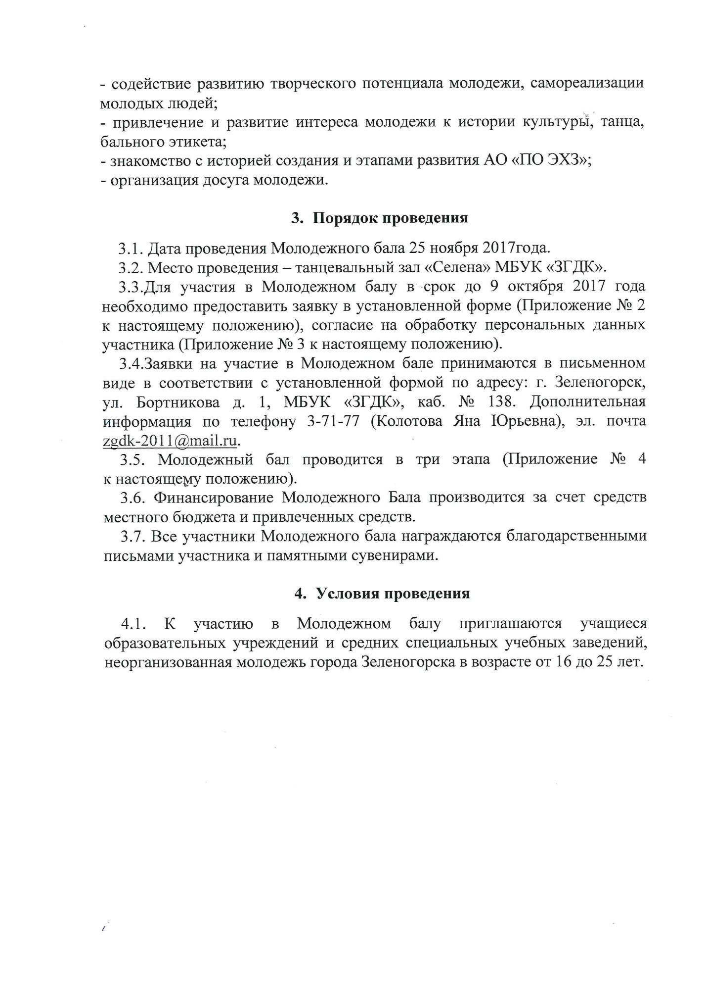 - содействие развитию творческого потенциала молодежи, самореализации
молодых людей;
- привлечение и развитие интереса молодежи к истории культуры, танца,
бального этикета;
- знакомство с историей создания и этапами развития АО «ПО ЭХЗ»;
- организация досуга молодежи.
3. Порядок проведения
3.1. Дата проведения Молодежного бала 25 ноября 2017года.
3.2. Место проведения – танцевальный зал «Селена» МБУК «ЗГДК».
3.3.Для участия в Молодежном балу в срок до 9 октября 2017 года
необходимо предоставить заявку в установленной форме (Приложение № 2
к настоящему положению), согласие на обработку персональных данных
участника (Приложение № 3 к настоящему положению).
3.4.Заявки на участие в Молодежном бале принимаются в письменном
виде в соответствии с установленной формой по адресу: г. Зеленогорск,
ул. Бортникова д. 1, МБУК «ЗГДК», каб. № 138. Дополнительная
информация по телефону 3-71-77 (Колотова Яна Юрьевна), эл. почта
zgdk-2011@mail.ru.
3.5. Молодежный бал проводится в три этапа (Приложение № 4
к настоящему положению).
3.6. Финансирование Молодежного Бала производится за счет средств
местного бюджета и привлеченных средств.
3.7. Все участники Молодежного бала награждаются благодарственными
письмами участника и памятными сувенирами.
4. Условия проведения
4.1. К участию в Молодежном балу приглашаются учащиеся
образовательных учреждений и средних специальных учебных заведений,
неорганизованная молодежь города Зеленогорска в возрасте от 16 до 25 лет.